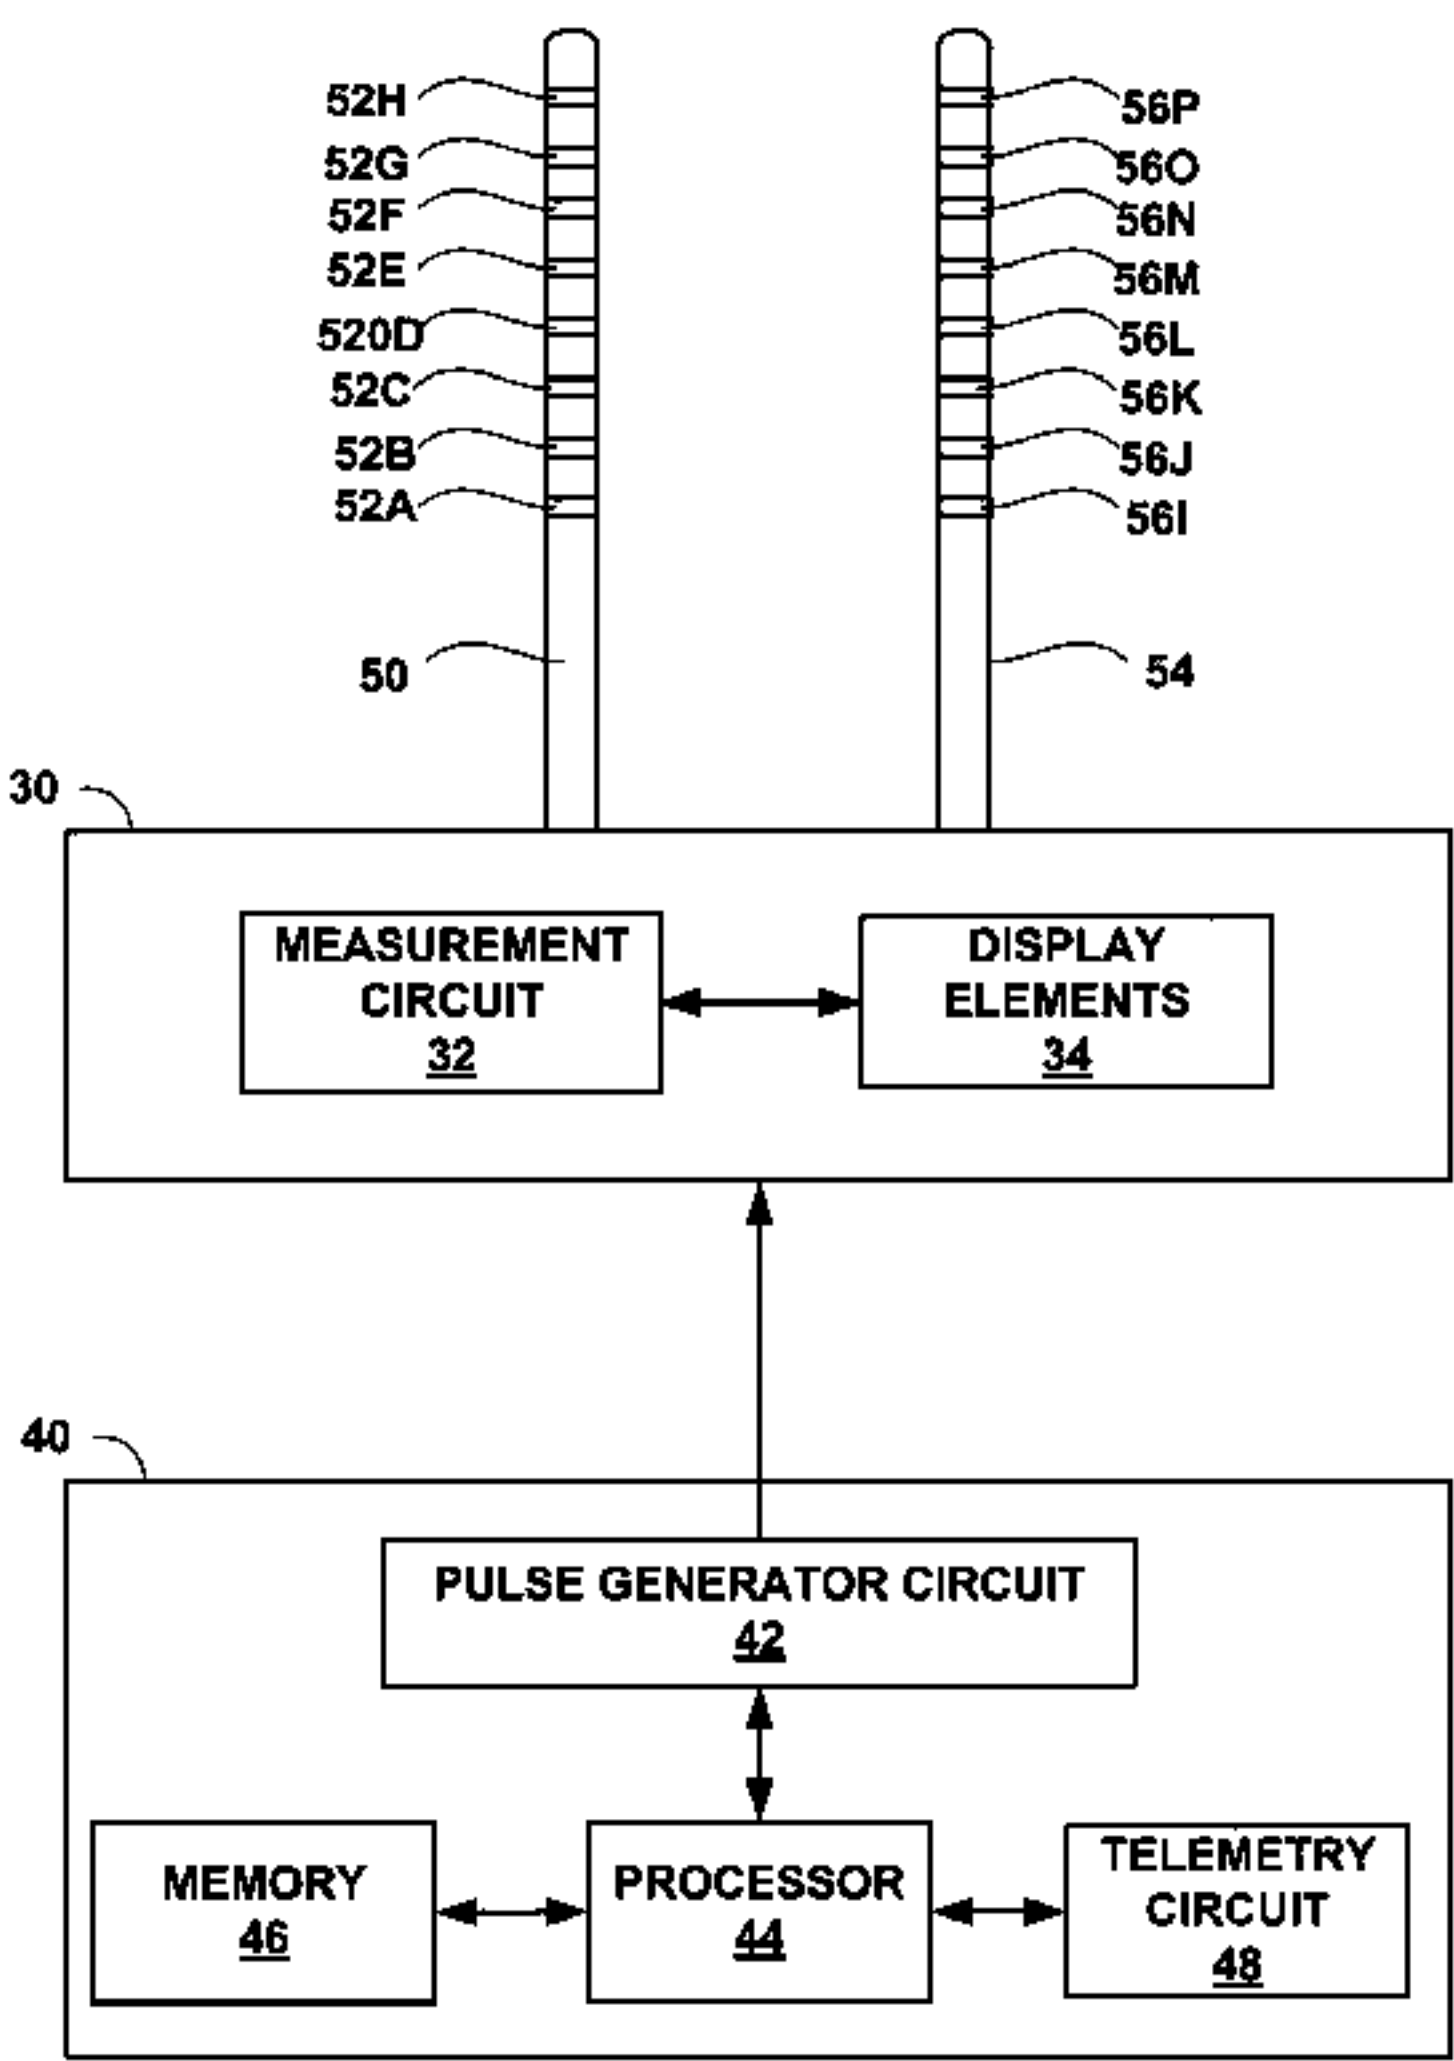 52H
56P
52G
56O
52F
56N
52E
56M
520D
56L
52C
56K
52B
56J
52A
56I
50
54
30
MEASUREMENT
CIRCUIT
32
DISPLAY
ELEMENTS
34
40
PULSE GENERATOR CIRCUIT
42
MEMORY
46
PROCESSOR
44
TELEMETRY
CIRCUIT
48